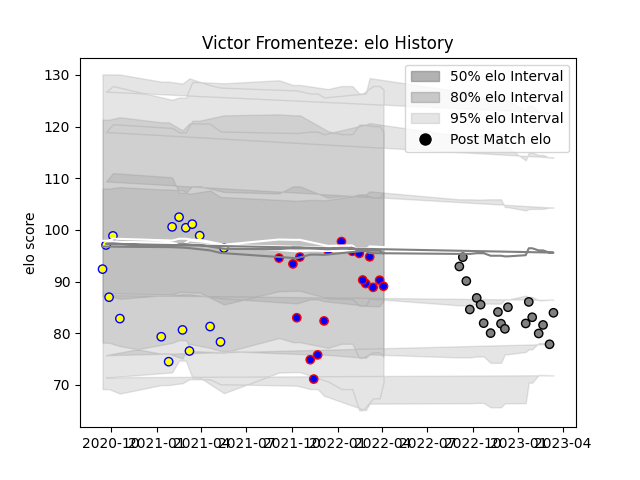 Victor Fromenteze: elo History
50% elo Interval
80% elo Interval
95% elo Interval
Post Match elo
elo score
130
120
110
100
90
80
70
2020-10 2021-01 2021-04 2021-07 2021-10 2022-01 2022-04 2022-07 2022-10 2023-01 2023-04